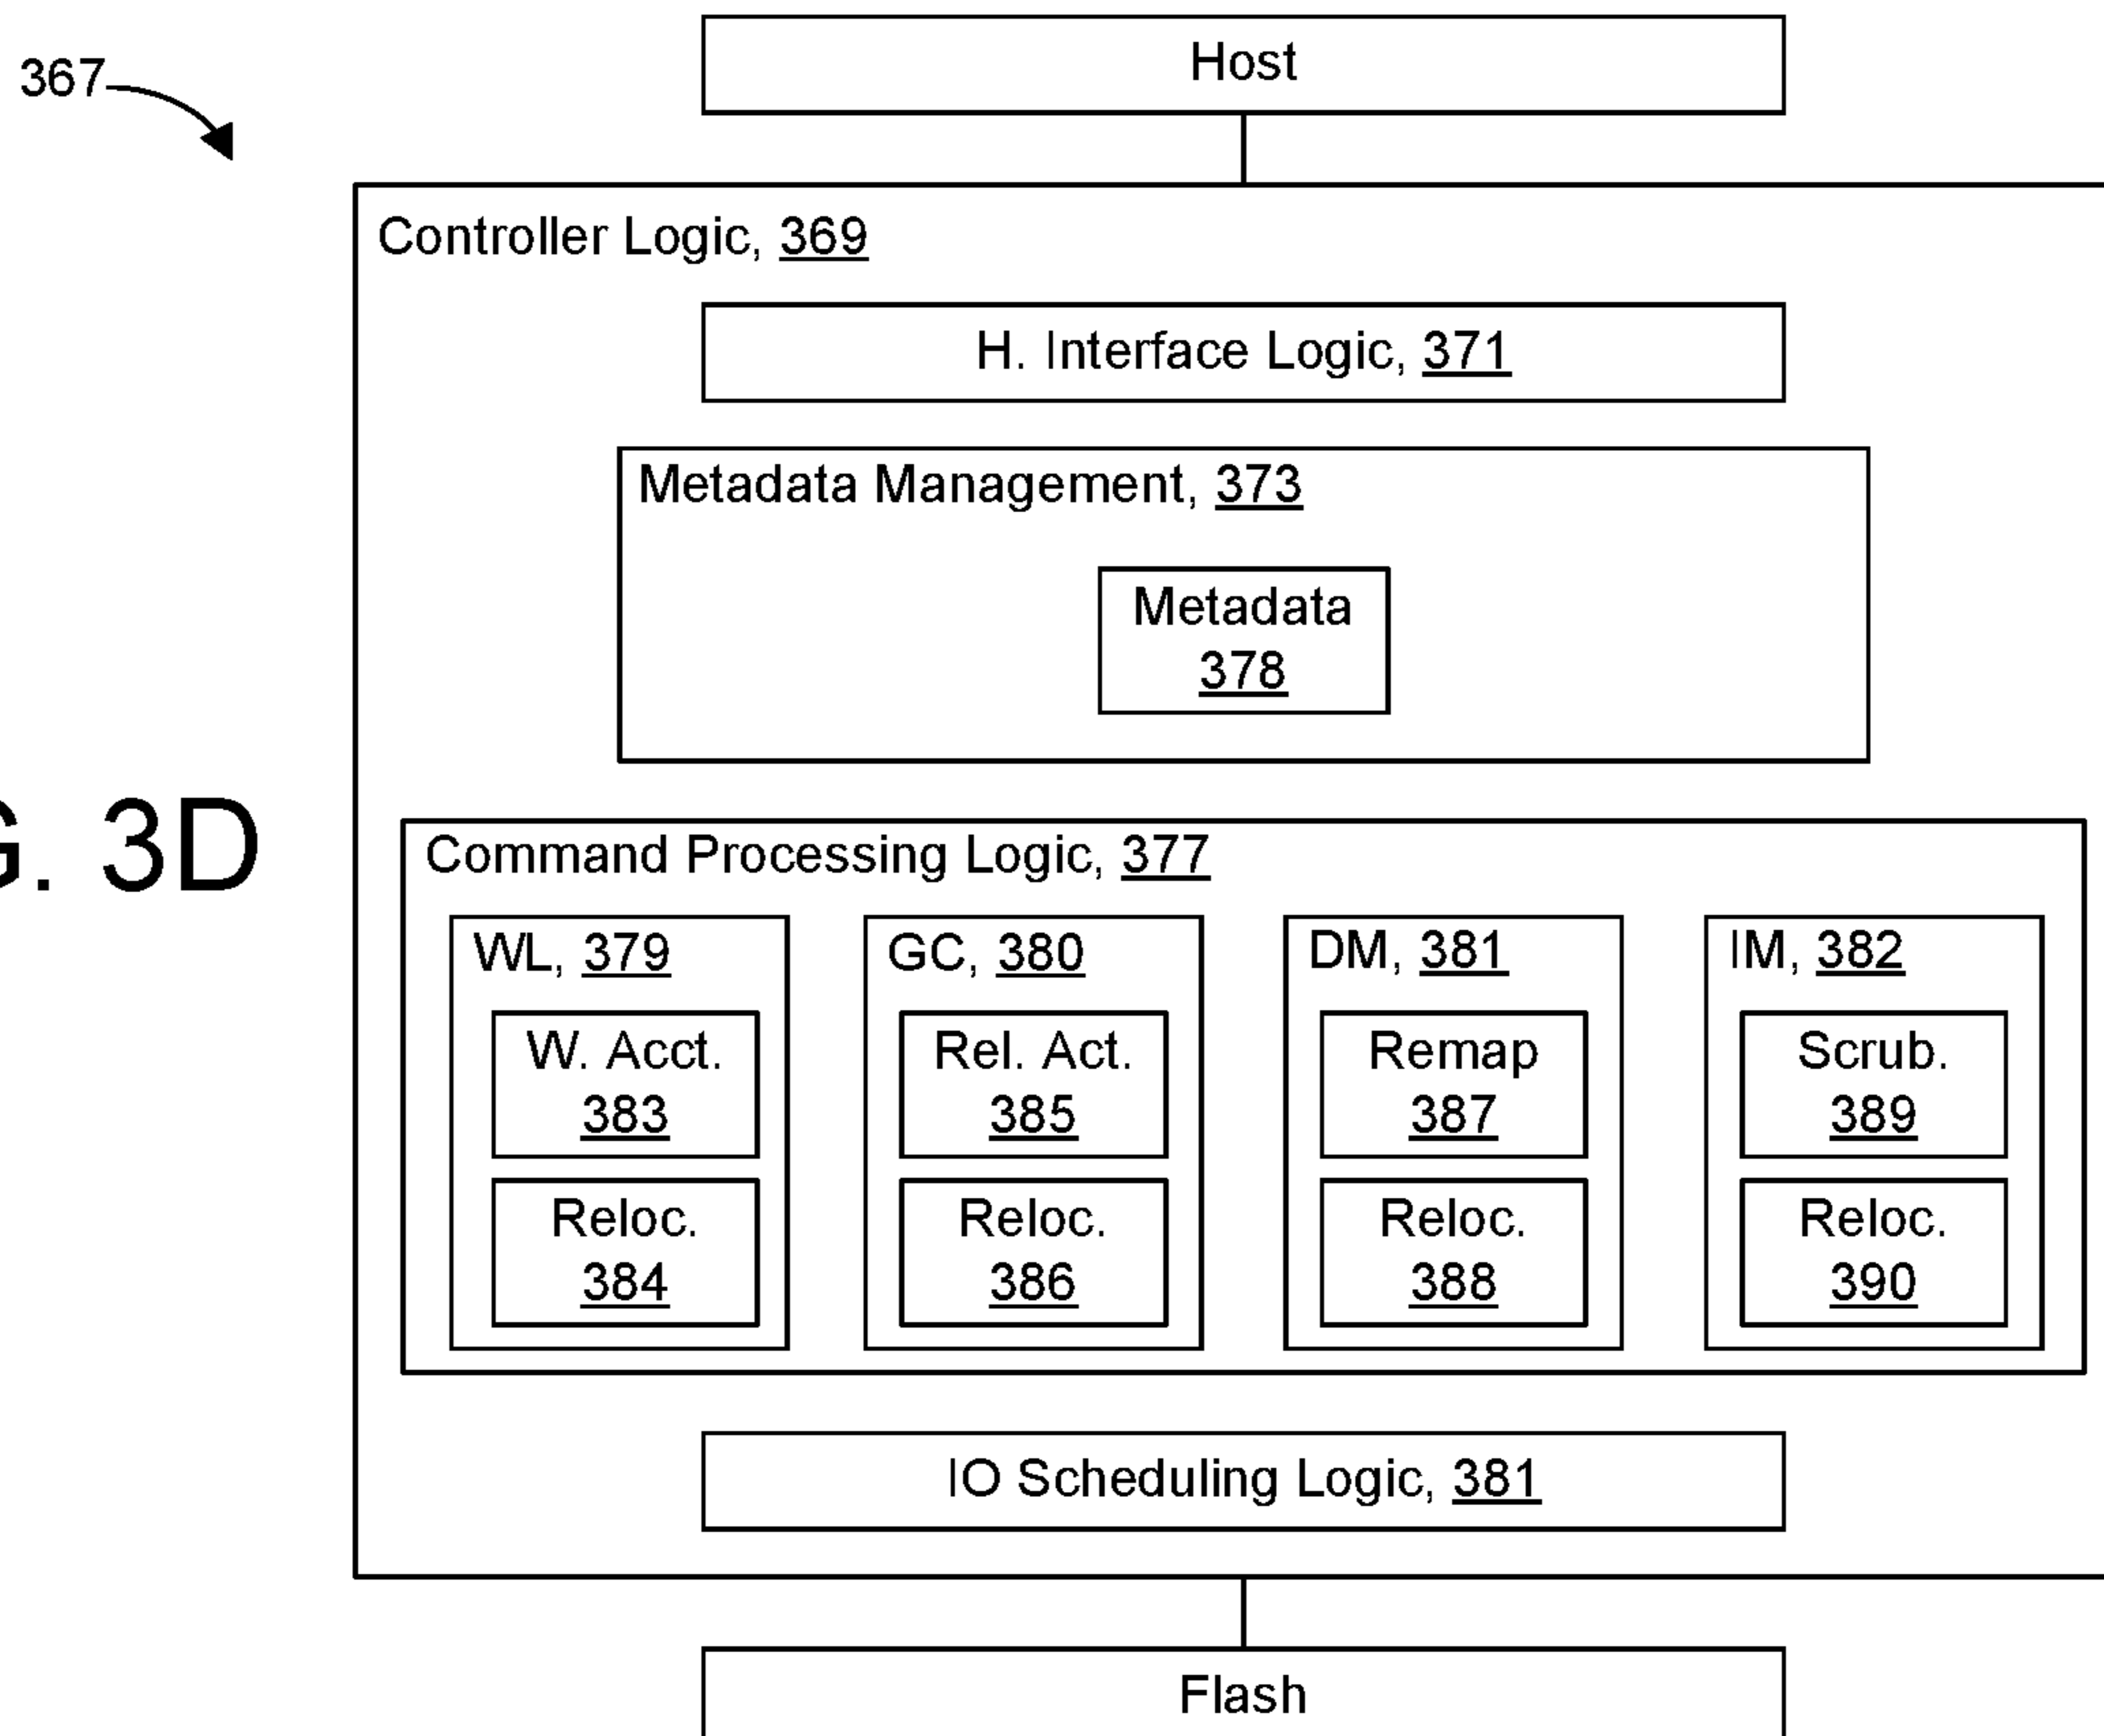 Host
367
Controller Logic, 369
H. Interface Logic, 371
Metadata Management, 373
Metadata
378
G. 3D
Command Processing Logic, 377
WL, 379
W. Acct.
383
Reloc.
384
GC, 380
Rel. Act.
385
Reloc.
386
DM, 381
Remap
387
Reloc.
388
IM, 382
Scrub.
389
Reloc.
390
IO Scheduling Logic, 381
Flash